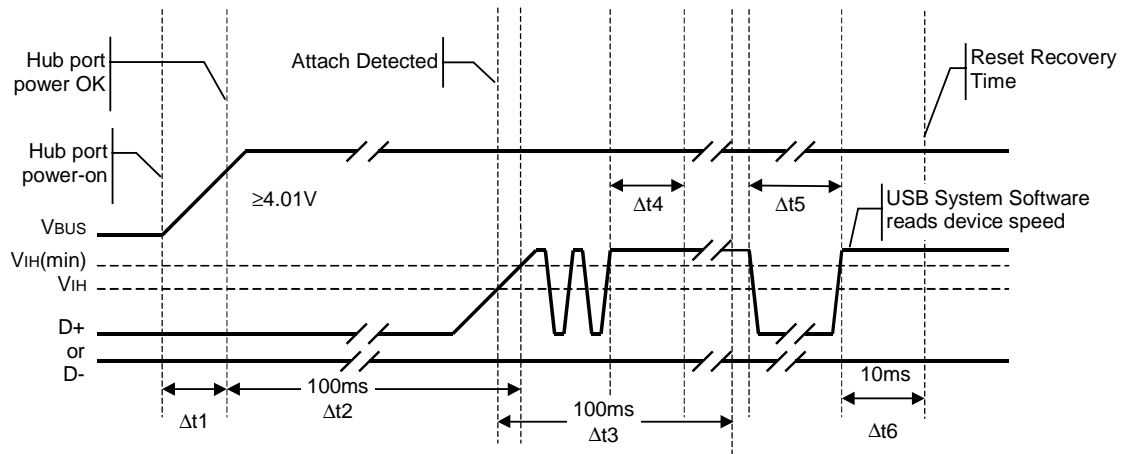 Hub port
power OK
Attach Detected
Reset Recovery
Time
Hub port
power-on
≥4.01V
Δt4
Δt5
USB System Software
reads device speed
VBUS
VIH(min)
VIH
D+
or
D-
100ms
Δt1
Δt2
100ms
Δt3
10ms
Δt6